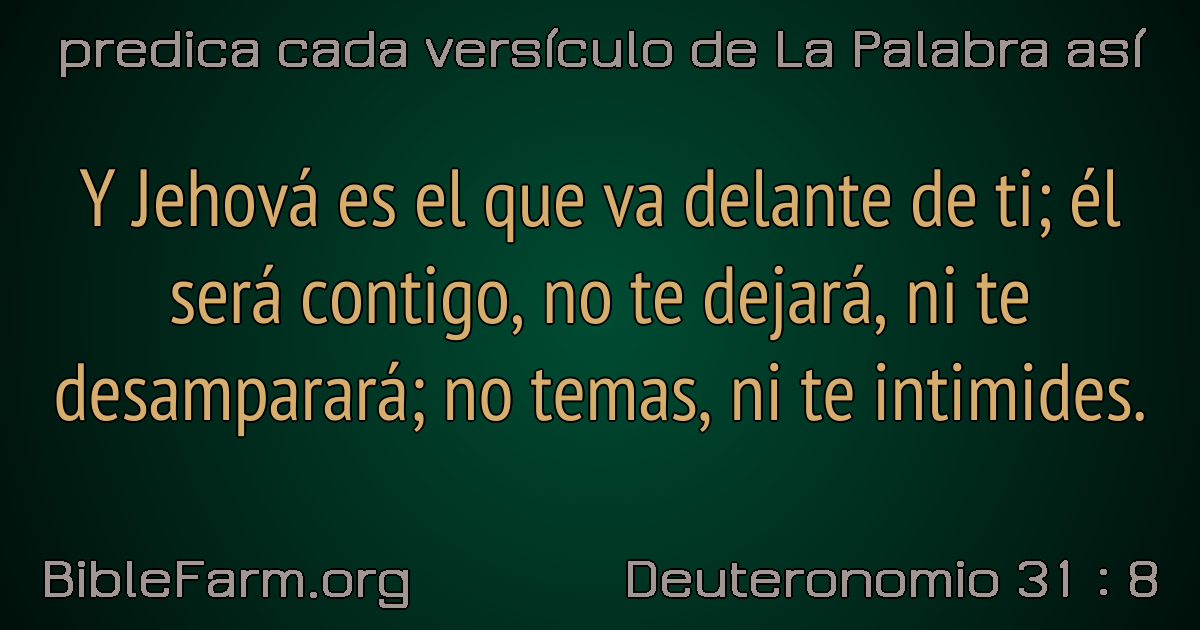 predica cada versículo de La Palabra así
Y Jehová es el que va delante de ti; él
será contigo, no te dejará, ni te
desamparará; no temas, ni te intimides.
BibleFarm.org
Deuteronomio 31 : 8